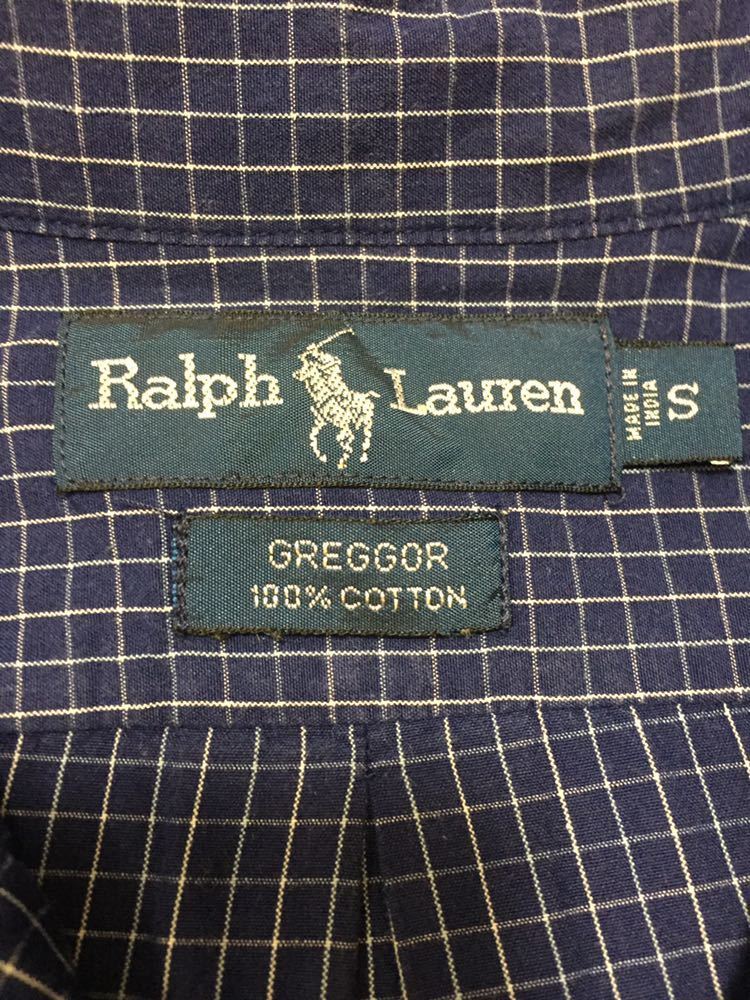 Ralph Lauren
MADE IN
INDIA
S
GREGGOR
100% COTTON